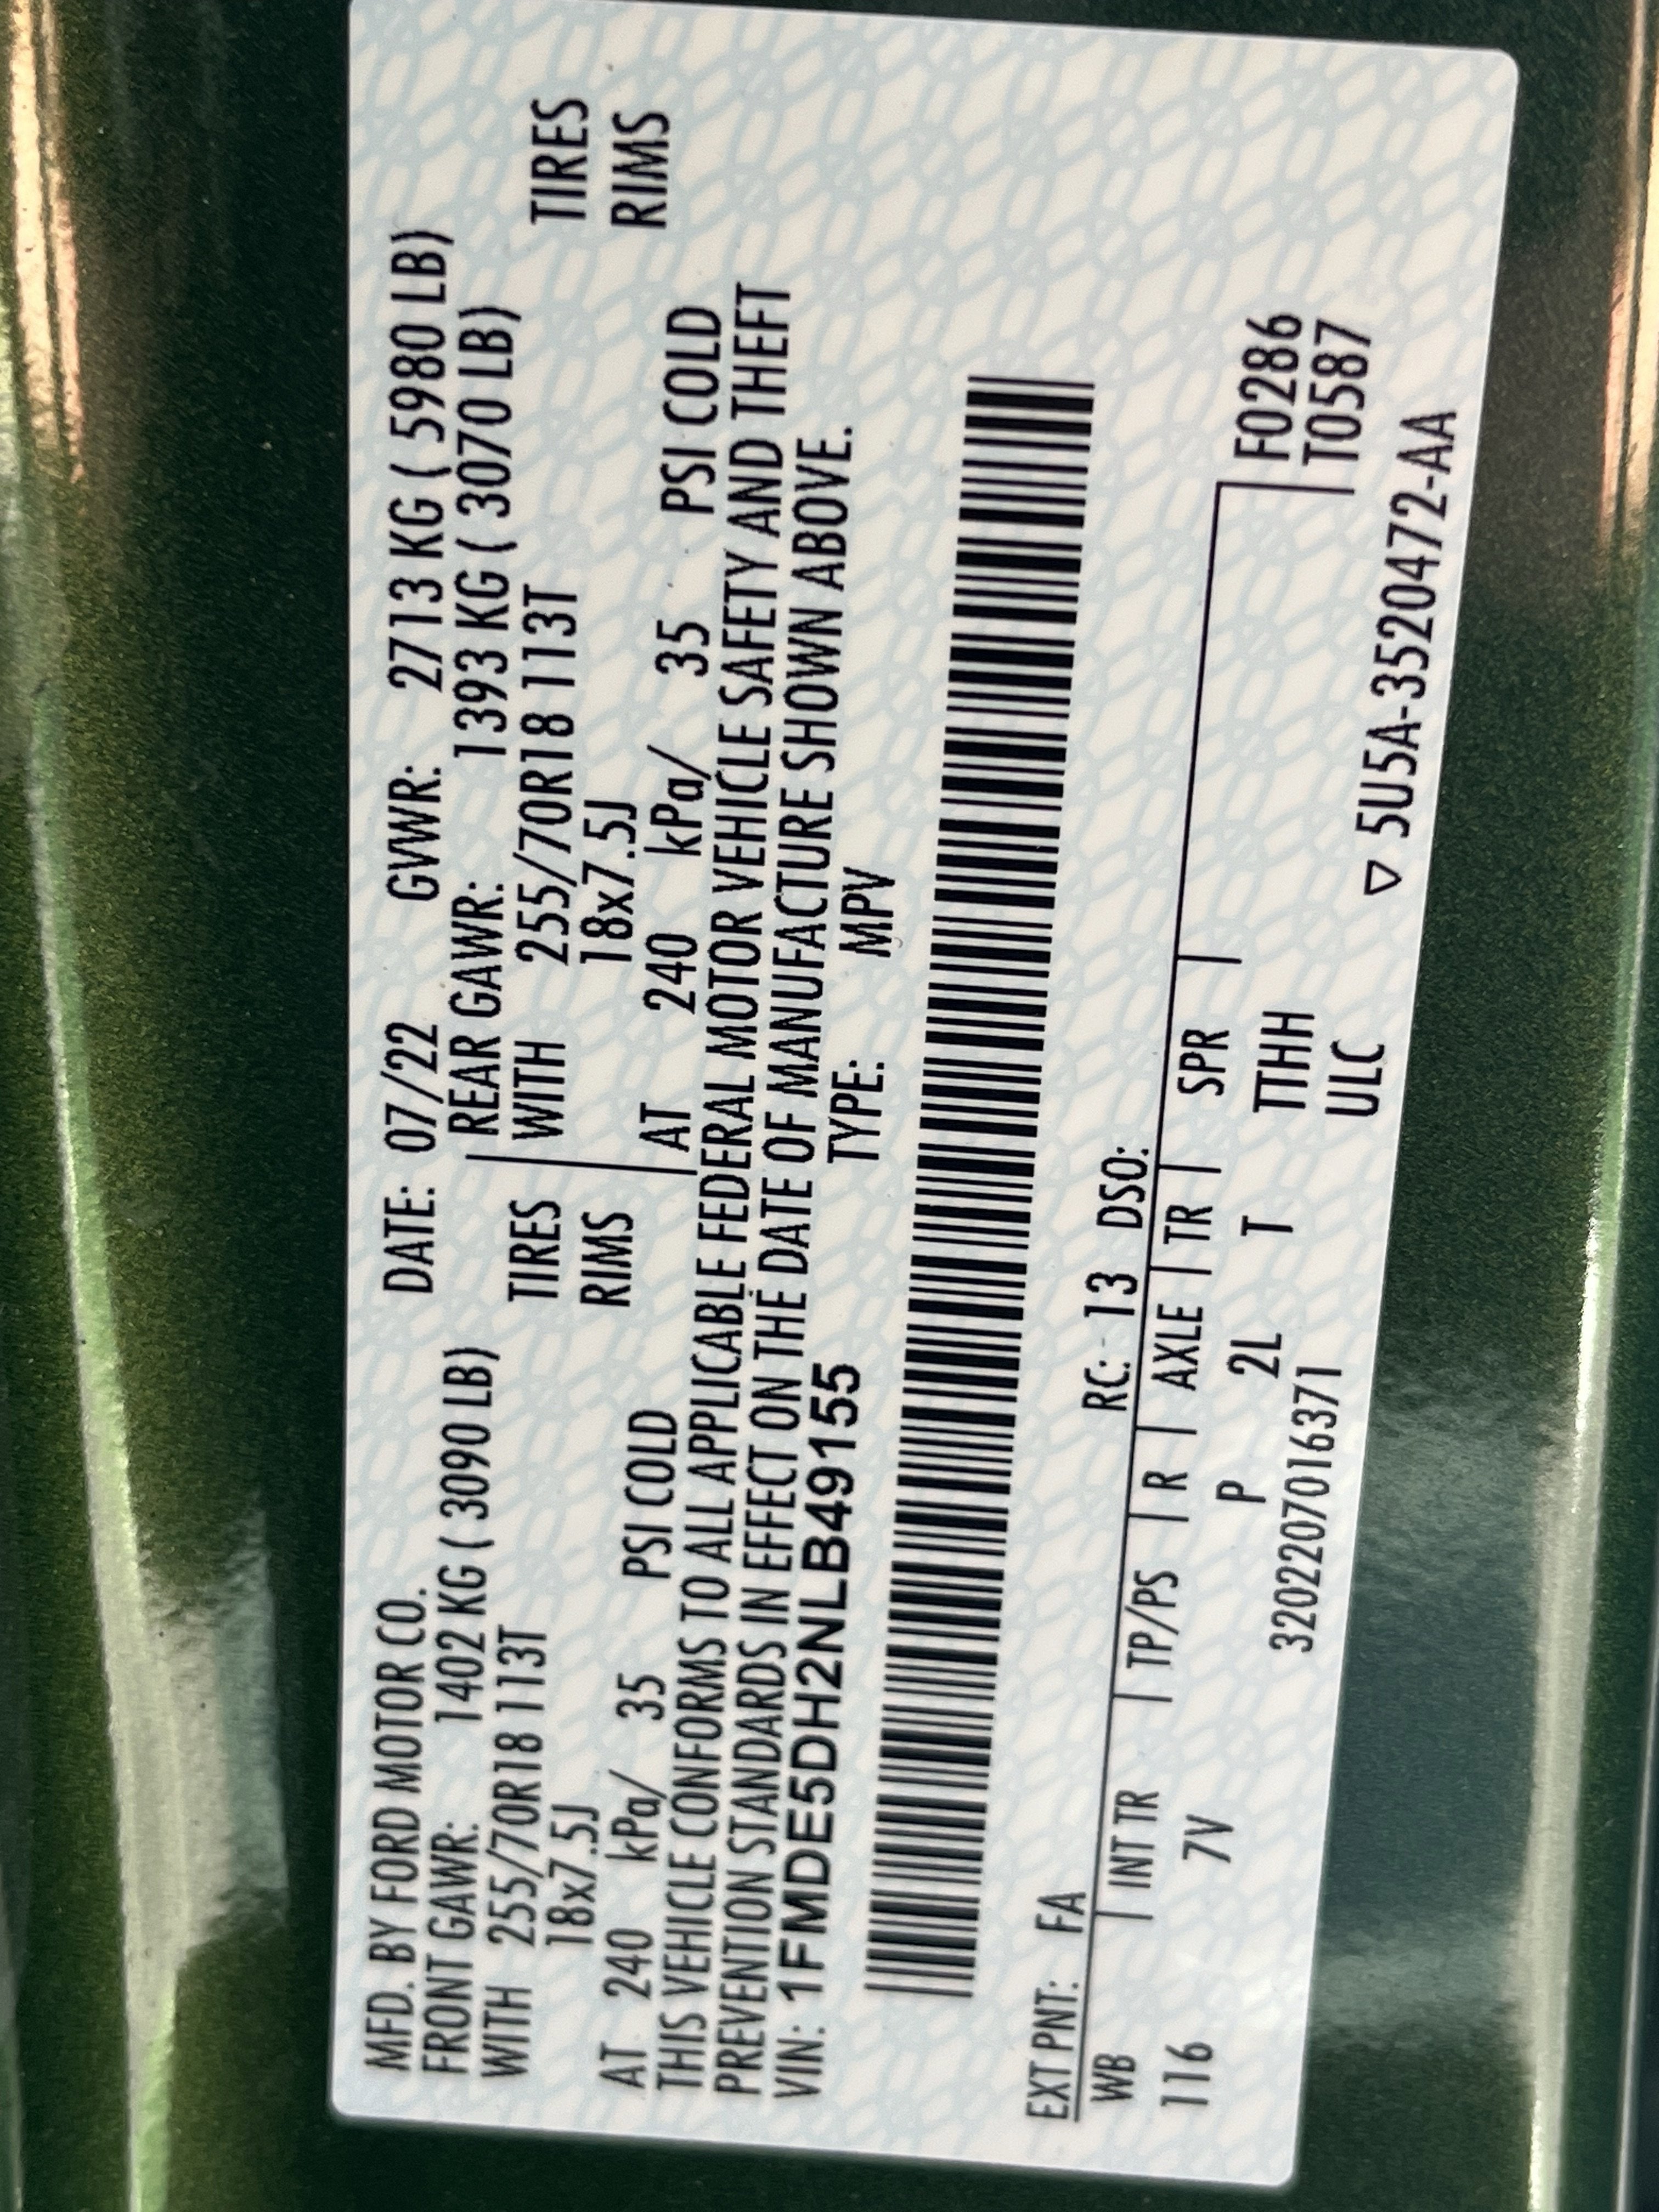 MFD. BY FORD MOTOR CO. DATE: 07/22 GVWR: 2713 KG ( 5980 LB)
FRONT GAWR: 1402 KG ( 3090 LB) REAR GAWR: 1393 KG ( 3070 LB)
WITH 255/70R18 113T TIRES WITH 255/70R18 113T TIRES
18x7.5J RIMS 18x7.5J RIMS
AT 240 kPa/ 35 PSI COLD AT 240 kPa/ 35 PSI COLD
THIS VEHICLE CONFORMS TO ALL APPLICABLE FEDERAL MOTOR VEHICLE SAFETY AND THEFT
PREVENTION STANDARDS IN EFFECT ON THE DATE OF MANUFACTURE SHOWN ABOVE.
VIN: 1FMDE5DH2NLB49155 TYPE: MPV
EXT PNT: FA RC: 13 DSO:
WB INT TR TP/PS R AXLE TR SPR F0286
116 7V P 2L T TTHH T0587
3202207016371 ULC
▽ 5U5A-3520472-AA